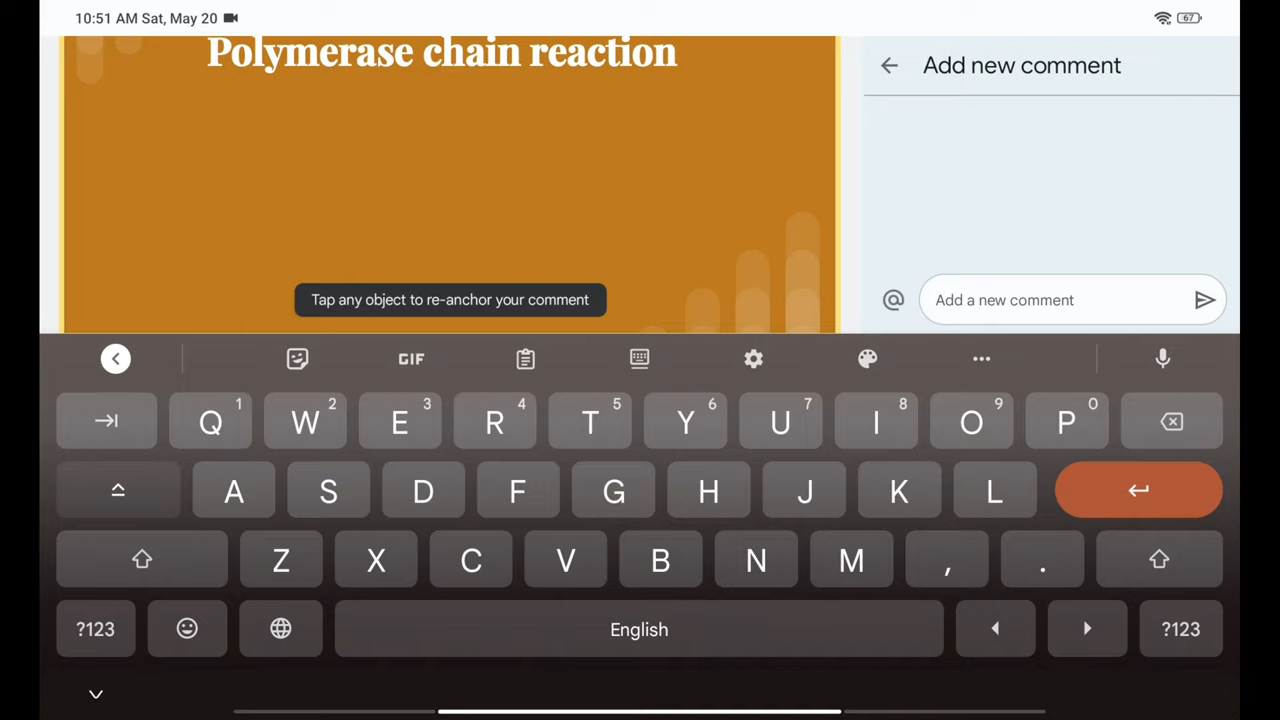 10:51 AM Sat, May 20
67
Polymerase chain reaction
Add new comment
Tap any object to re-anchor your comment
Add a new comment
GIF
Q 1 W 2 E 3 R 4 T 5 Y 6 U 7 I 8 O 9 P 0
A S D F G H J K L
Z X C V B N M , .
?123 English ?123